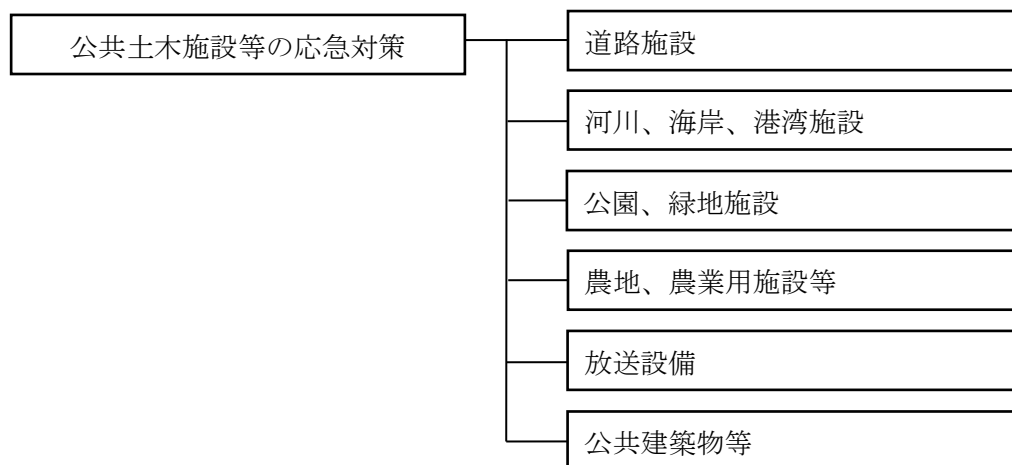 公共土木施設等の応急対策
道路施設
河川、海岸、港湾施設
公園、緑地施設
農地、農業用施設等
放送設備
公共建築物等